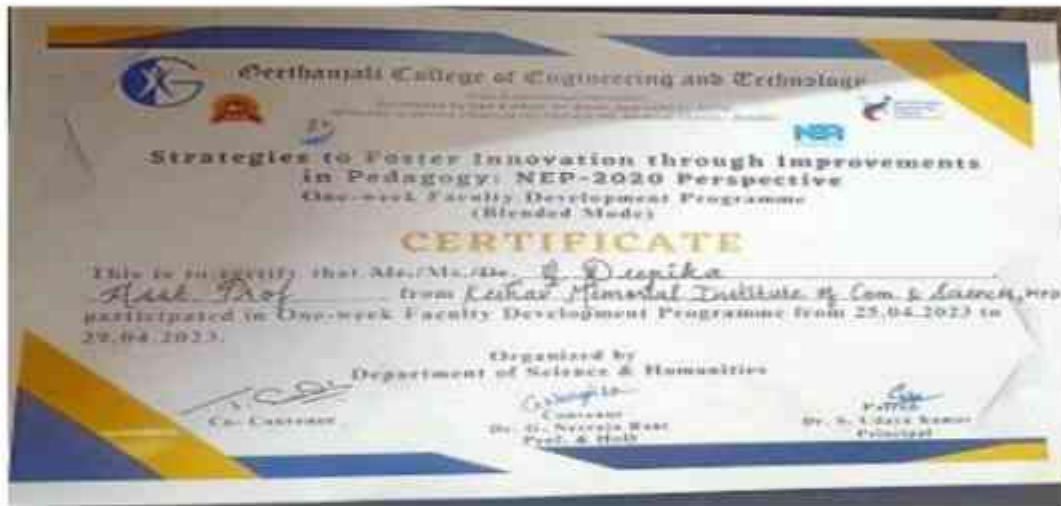 Geethanjali College of Engineering and Technology
Strategies to Foster Innovation through Improvements
in Pedagogy: NEP-2020 Perspective
One-week Faculty Development Programme
(Blended Mode)
CERTIFICATE
This is to certify that Mr./Ms./Dr. Deepika
Asst Prof from Keshav Memorial Institute of Com & Sciences,
participated in One-week Faculty Development Programme from 25.04.2023 to
29.04.2023.
Organized by
Department of Science & Humanities
Co-Convenor
Convenor
Patron
Dr. G. Neeraja Rani
Dr. S. Udaya Kumar
Prof. & HoD
Principal